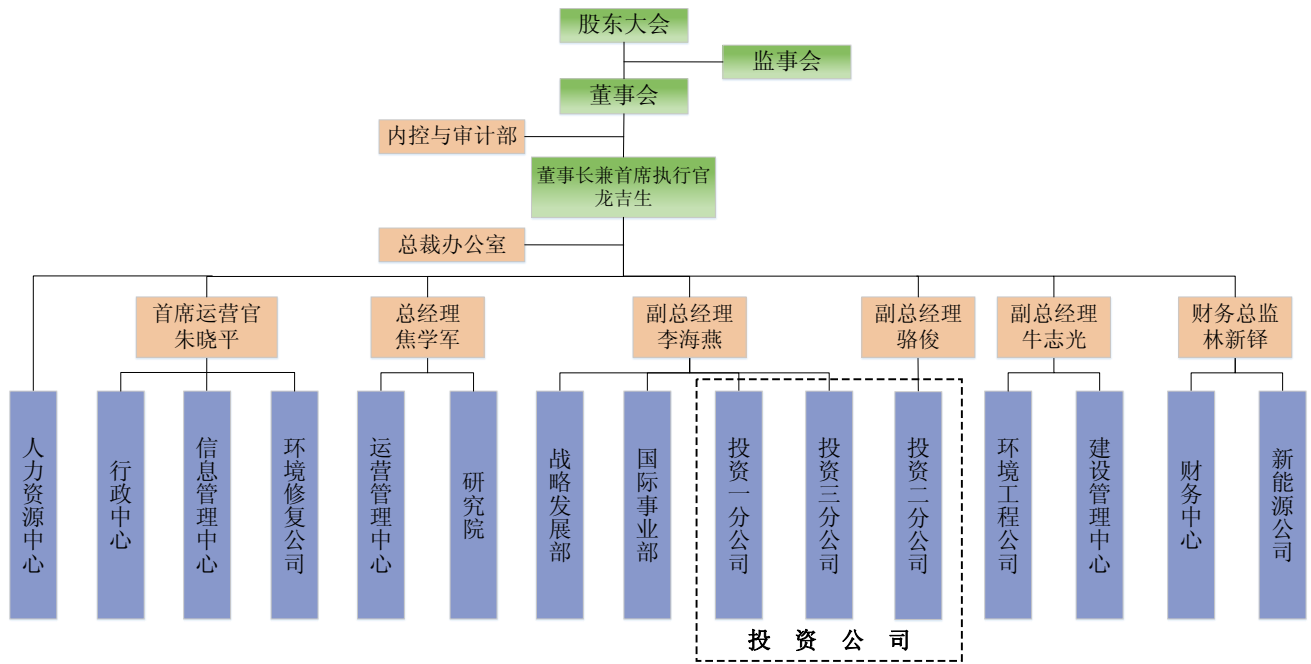 股东大会
监事会
董事会
内控与审计部
董事长兼首席执行官
龙吉生
总裁办公室
首席运营官
朱晓平
总经理
焦学军
副总经理
李海燕
副总经理
骆俊
副总经理
牛志光
财务总监
林新铎
人力资源中心
行政中心
信息管理中心
环境修复公司
运营管理中心
研究院
战略发展部
国际事业部
投资一分公司
投资三分公司
投资二分公司
环境工程公司
建设管理中心
财务中心
新能源公司
投 资 公 司